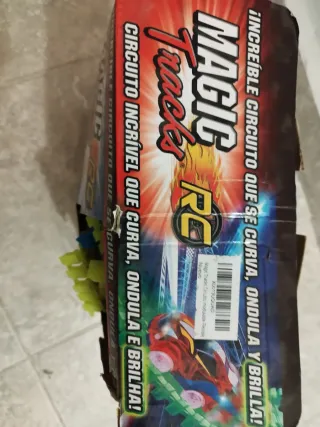 ¡INCREÍBLE CIRCUITO QUE SE CURVA, ONDULA Y BRILLA!
MAGIC
Tracks
RC
CIRCUITO INCRÍVEL QUE CURVA, ONDULA E BRILHA!